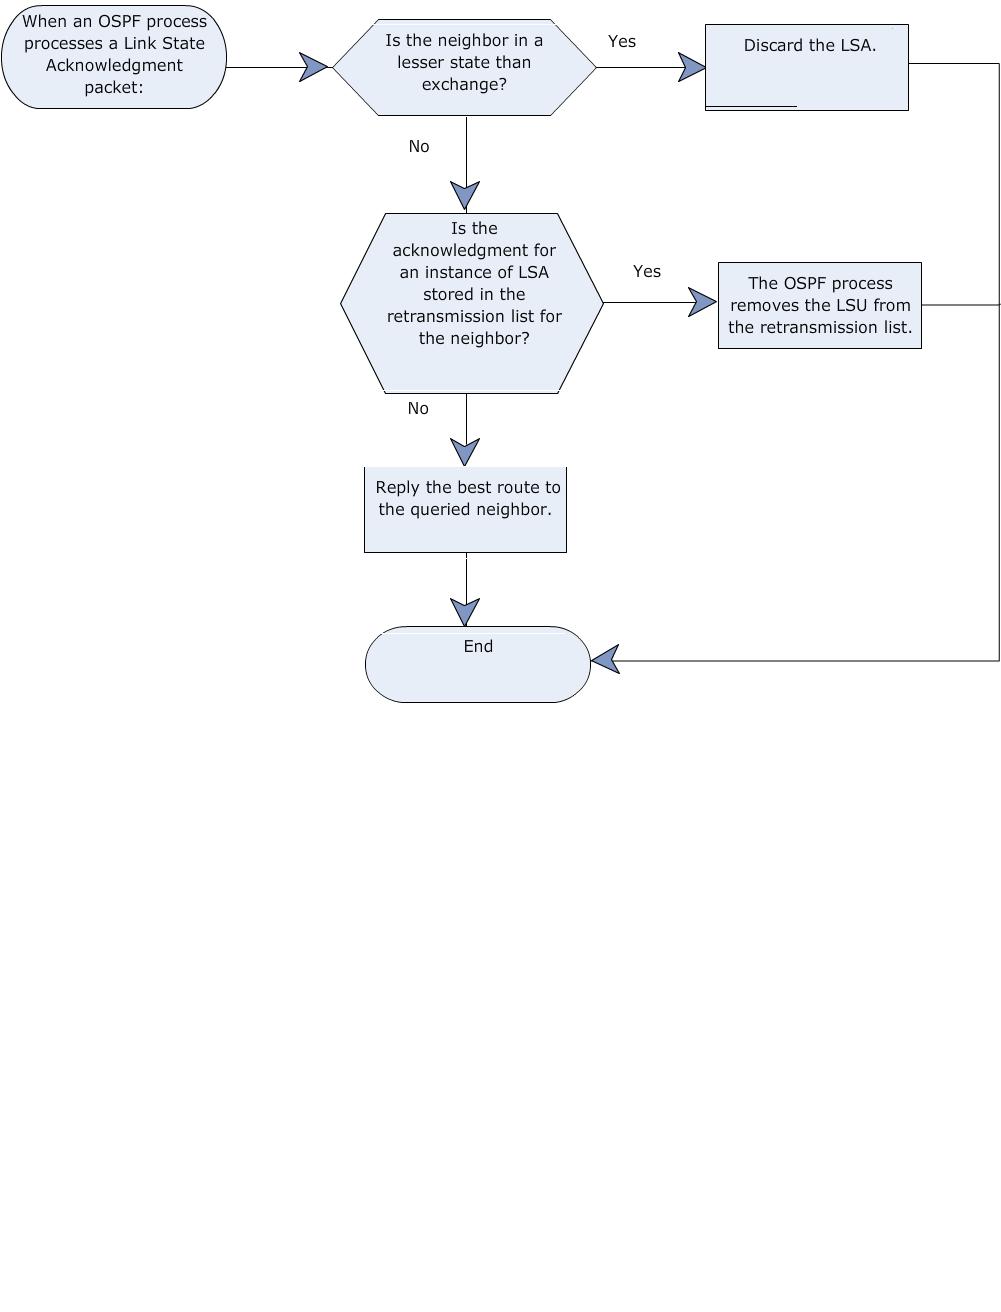 When an OSPF process
processes a Link State
Acknowledgment
packet:
Is the neighbor in a
lesser state than
exchange?
Yes
Discard the LSA.
No
Is the
acknowledgment for
an instance of LSA
stored in the
retransmission list for
the neighbor?
Yes
The OSPF process
removes the LSU from
the retransmission list.
No
Reply the best route to
the queried neighbor.
End